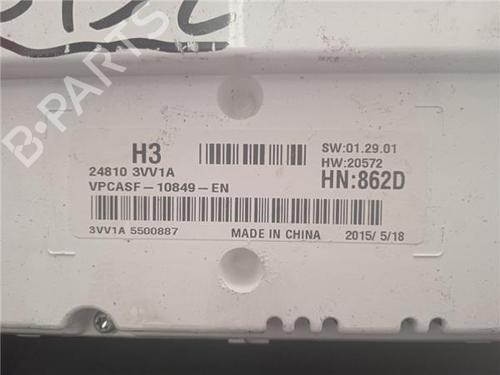 B-PARTS
H3
SW:01.29.01
HW:20572
24810 3VV1A
HN:862D
VPCASF-10849-EN
3VV1A 5500887
MADE IN CHINA
2015/ 5/18